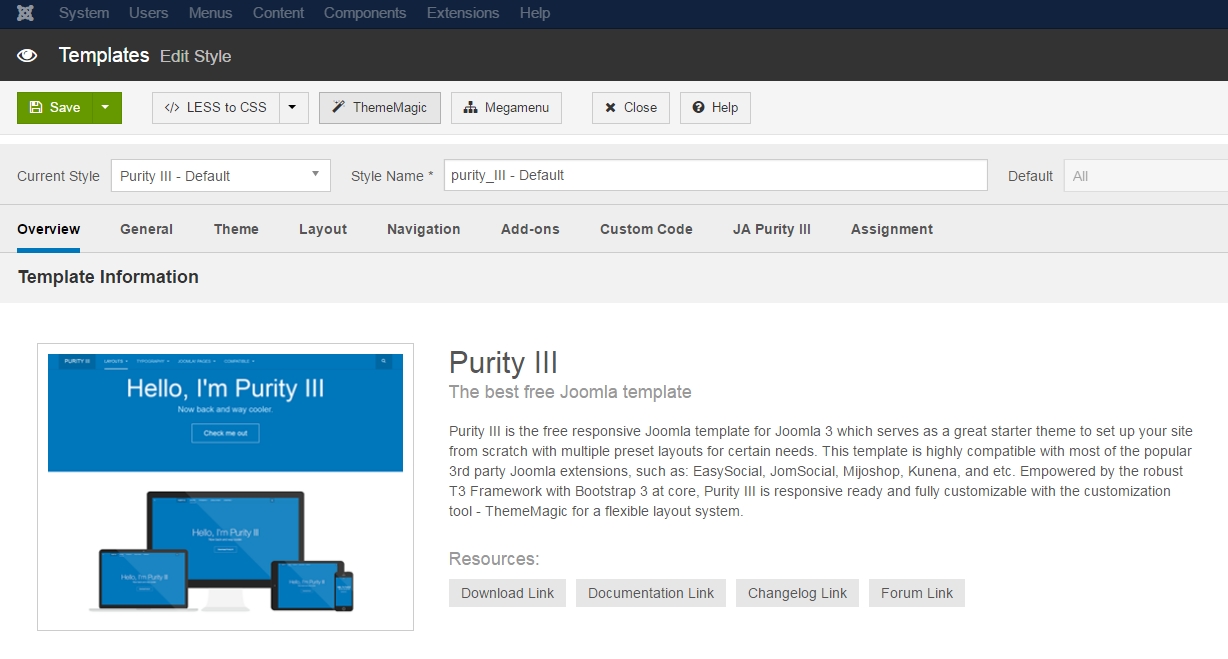 System Users Menus Content Components Extensions Help
Templates Edit Style
Save </> LESS to CSS ThemeMagic Megamenu Close Help
Current Style Purity III - Default Style Name * purity_III - Default Default All
Overview General Theme Layout Navigation Add-ons Custom Code JA Purity III Assignment
Template Information
PURITY III LAYOUTS TYPOGRAPHY JOOMLA! PAGES COMPATIBLE
Hello, I'm Purity III
Now back and way cooler.
Check me out
Hello, I'm Purity III
Hello, I'm Purity III
Hello, I'm Purity III
Purity III
The best free Joomla template
Purity III is the free responsive Joomla template for Joomla 3 which serves as a great starter theme to set up your site
from scratch with multiple preset layouts for certain needs. This template is highly compatible with most of the popular
3rd party Joomla extensions, such as: EasySocial, JomSocial, Mijoshop, Kunena, and etc. Empowered by the robust
T3 Framework with Bootstrap 3 at core, Purity III is responsive ready and fully customizable with the customization
tool - ThemeMagic for a flexible layout system.
Resources:
Download Link Documentation Link Changelog Link Forum Link